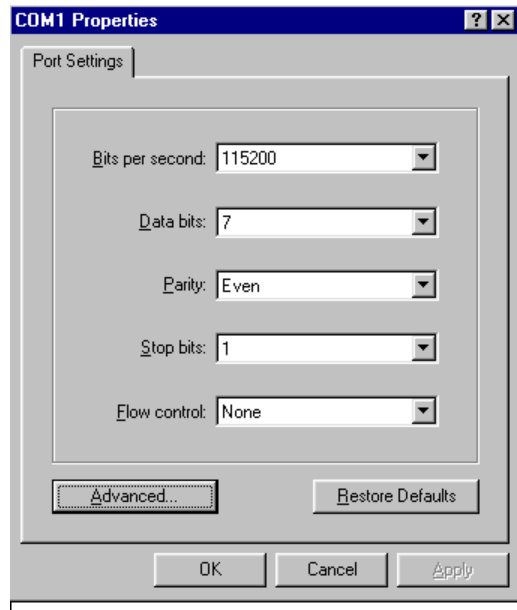 COM1 Properties
Port Settings
Bits per second: 115200
Data bits: 7
Parity: Even
Stop bits: 1
Flow control: None
Advanced... Restore Defaults
OK Cancel Apply